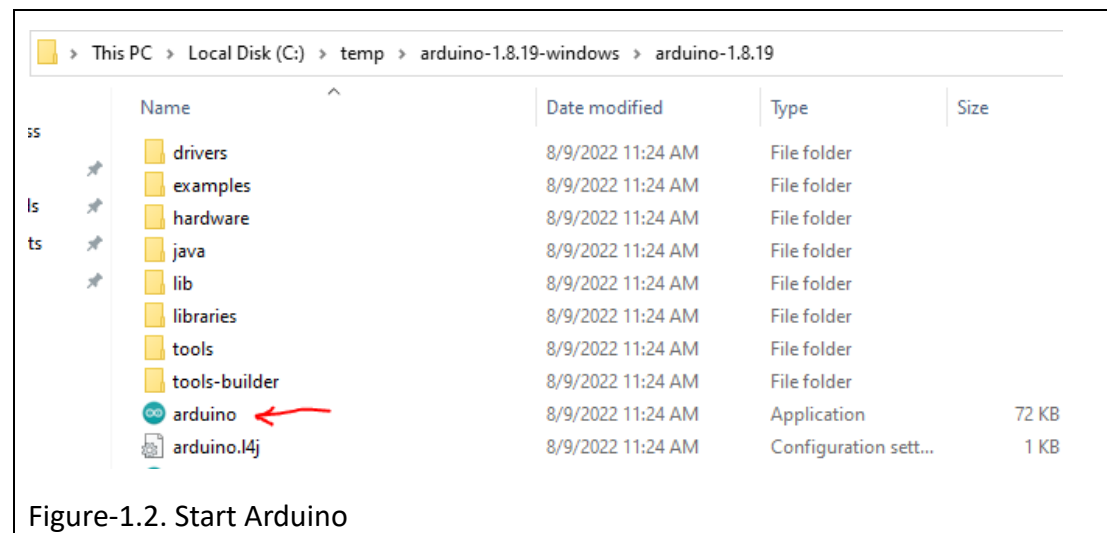 This PC > Local Disk (C:) > temp > arduino-1.8.19-windows > arduino-1.8.19
Name Date modified Type Size
ss
drivers 8/9/2022 11:24 AM File folder
examples 8/9/2022 11:24 AM File folder
ls hardware 8/9/2022 11:24 AM File folder
ts java 8/9/2022 11:24 AM File folder
lib 8/9/2022 11:24 AM File folder
libraries 8/9/2022 11:24 AM File folder
tools 8/9/2022 11:24 AM File folder
tools-builder 8/9/2022 11:24 AM File folder
arduino 8/9/2022 11:24 AM Application 72 KB
arduino.l4j 8/9/2022 11:24 AM Configuration sett... 1 KB
Figure-1.2. Start Arduino